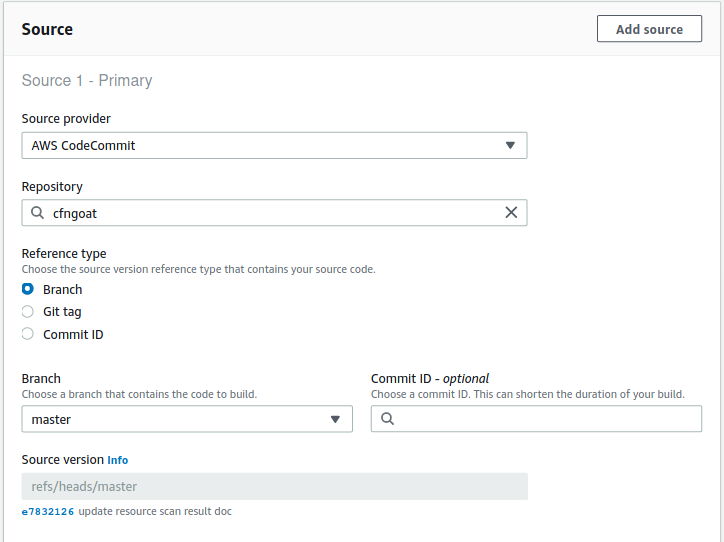 Source
Add source
Source 1 - Primary
Source provider
AWS CodeCommit
Repository
cfngoat
Reference type
Choose the source version reference type that contains your source code.
Branch
Git tag
Commit ID
Branch
Choose a branch that contains the code to build.
master
Commit ID - optional
Choose a commit ID. This can shorten the duration of your build.
Source version Info
refs/heads/master
e7832126 update resource scan result doc